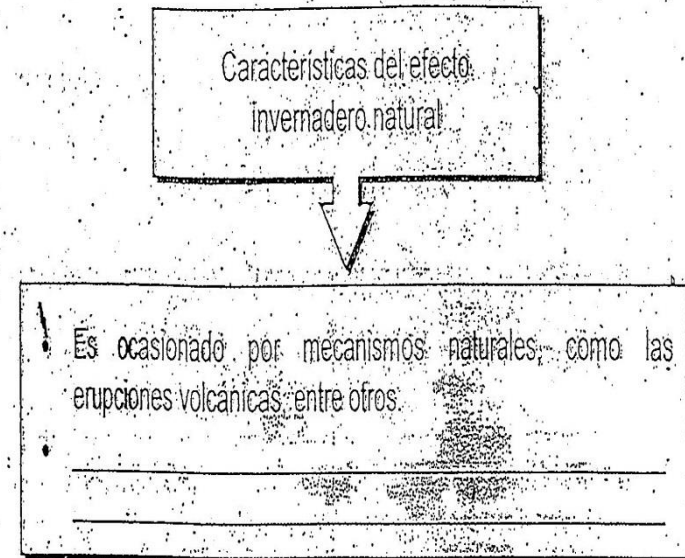 Características del efecto
invernadero natural
Es ocasionado por mecanismos naturales, como las
erupciones volcánicas, entre otros.